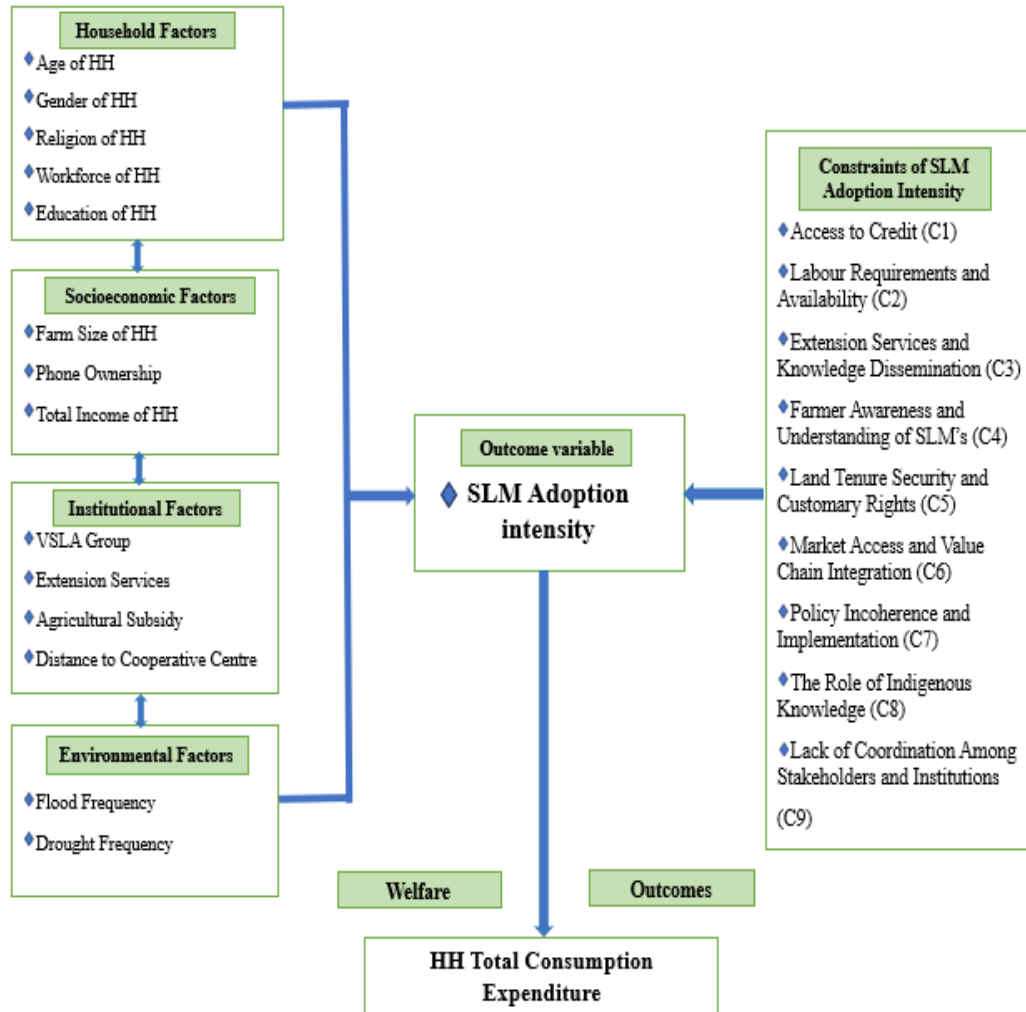 Household Factors
Age of HH
Gender of HH
Religion of HH
Workforce of HH
Education of HH
Socioeconomic Factors
Farm Size of HH
Phone Ownership
Total Income of HH
Institutional Factors
VSLA Group
Extension Services
Agricultural Subsidy
Distance to Cooperative Centre
Environmental Factors
Flood Frequency
Drought Frequency
Outcome variable
SLM Adoption
intensity
Constraints of SLM
Adoption Intensity
Access to Credit (C1)
Labour Requirements and
Availability (C2)
Extension Services and
Knowledge Dissemination (C3)
Farmer Awareness and
Understanding of SLM's (C4)
Land Tenure Security and
Customary Rights (C5)
Market Access and Value
Chain Integration (C6)
Policy Incoherence and
Implementation (C7)
The Role of Indigenous
Knowledge (C8)
Lack of Coordination Among
Stakeholders and Institutions
(C9)
Welfare
Outcomes
HH Total Consumption
Expenditure